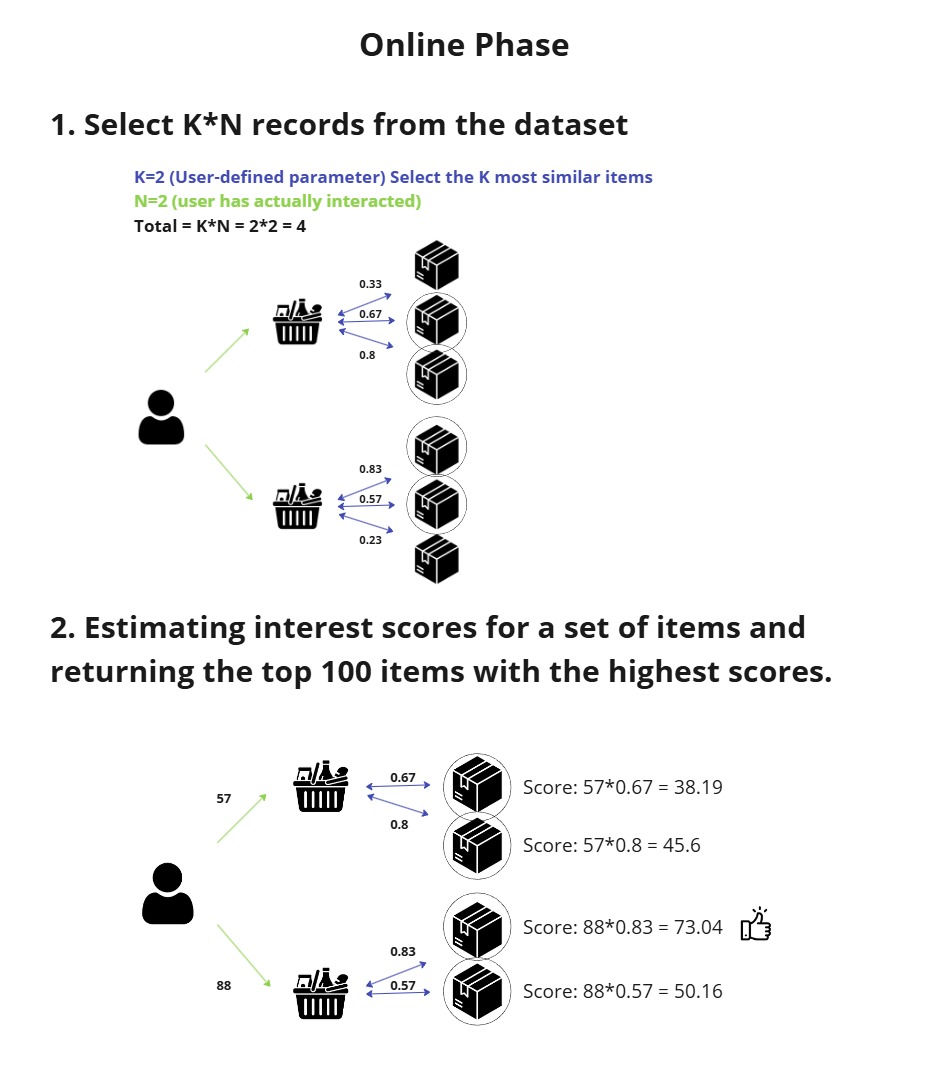 Online Phase
1. Select K*N records from the dataset
K=2 (User-defined parameter) Select the K most similar items
N=2 (user has actually interacted)
Total = K*N = 2*2 = 4
0.33
0.67
0.8
0.83
0.57
0.23
2. Estimating interest scores for a set of items and
returning the top 100 items with the highest scores.
57
0.67
Score: 57*0.67 = 38.19
0.8
Score: 57*0.8 = 45.6
Score: 88*0.83 = 73.04
0.83
88
0.57
Score: 88*0.57 = 50.16